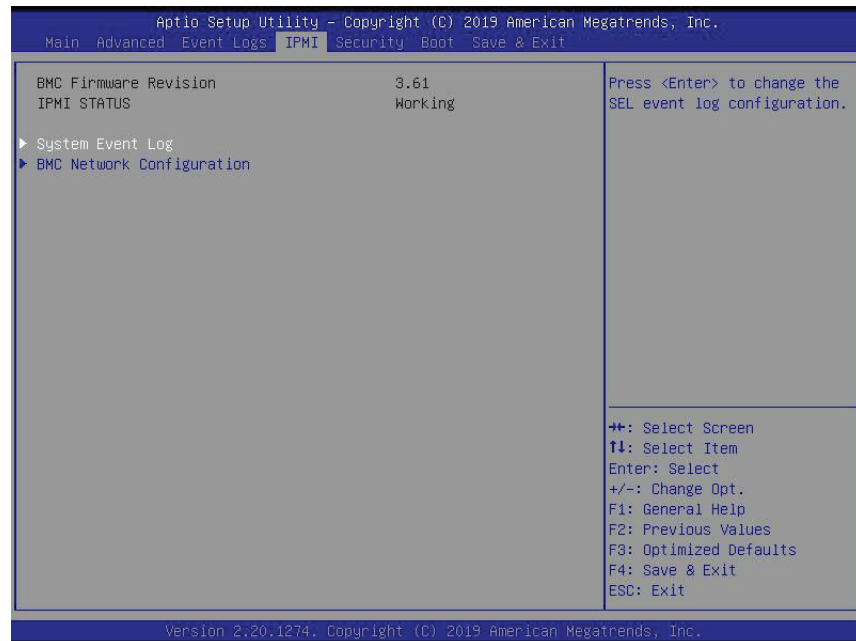 Aptio Setup Utility – Copyright (C) 2019 American Megatrends, Inc.
Main Advanced Event Logs IPMI Security Boot Save & Exit
BMC Firmware Revision 3.61
IPMI STATUS Working
▶ System Event Log
▶ BMC Network Configuration
Press <Enter> to change the
SEL event log configuration.
→←: Select Screen
↑↓: Select Item
Enter: Select
+/-: Change Opt.
F1: General Help
F2: Previous Values
F3: Optimized Defaults
F4: Save & Exit
ESC: Exit
Version 2.20.1274. Copyright (C) 2019 American Megatrends, Inc.